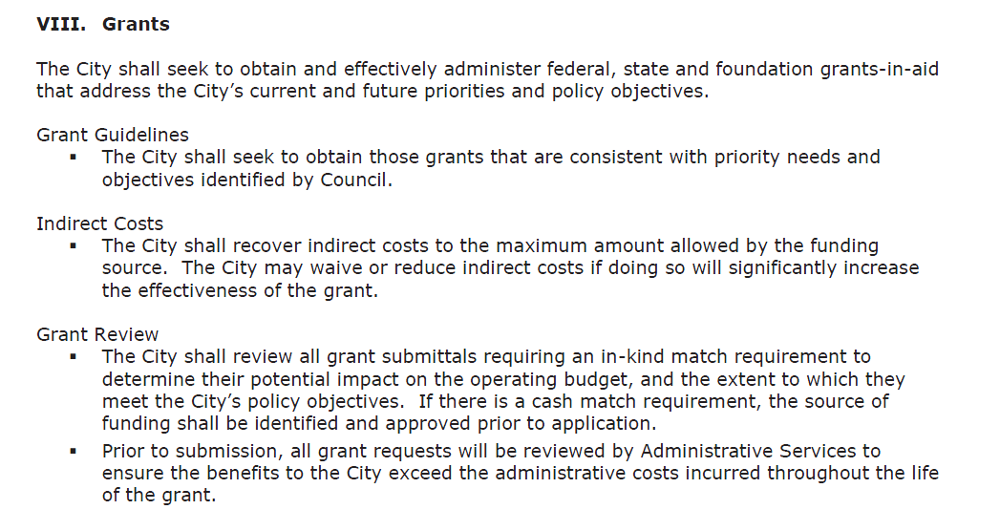 VIII. Grants
The City shall seek to obtain and effectively administer federal, state and foundation grants-in-aid
that address the City's current and future priorities and policy objectives.
Grant Guidelines
▪ The City shall seek to obtain those grants that are consistent with priority needs and
objectives identified by Council.
Indirect Costs
▪ The City shall recover indirect costs to the maximum amount allowed by the funding
source. The City may waive or reduce indirect costs if doing so will significantly increase
the effectiveness of the grant.
Grant Review
▪ The City shall review all grant submittals requiring an in-kind match requirement to
determine their potential impact on the operating budget, and the extent to which they
meet the City's policy objectives. If there is a cash match requirement, the source of
funding shall be identified and approved prior to application.
▪ Prior to submission, all grant requests will be reviewed by Administrative Services to
ensure the benefits to the City exceed the administrative costs incurred throughout the life
of the grant.